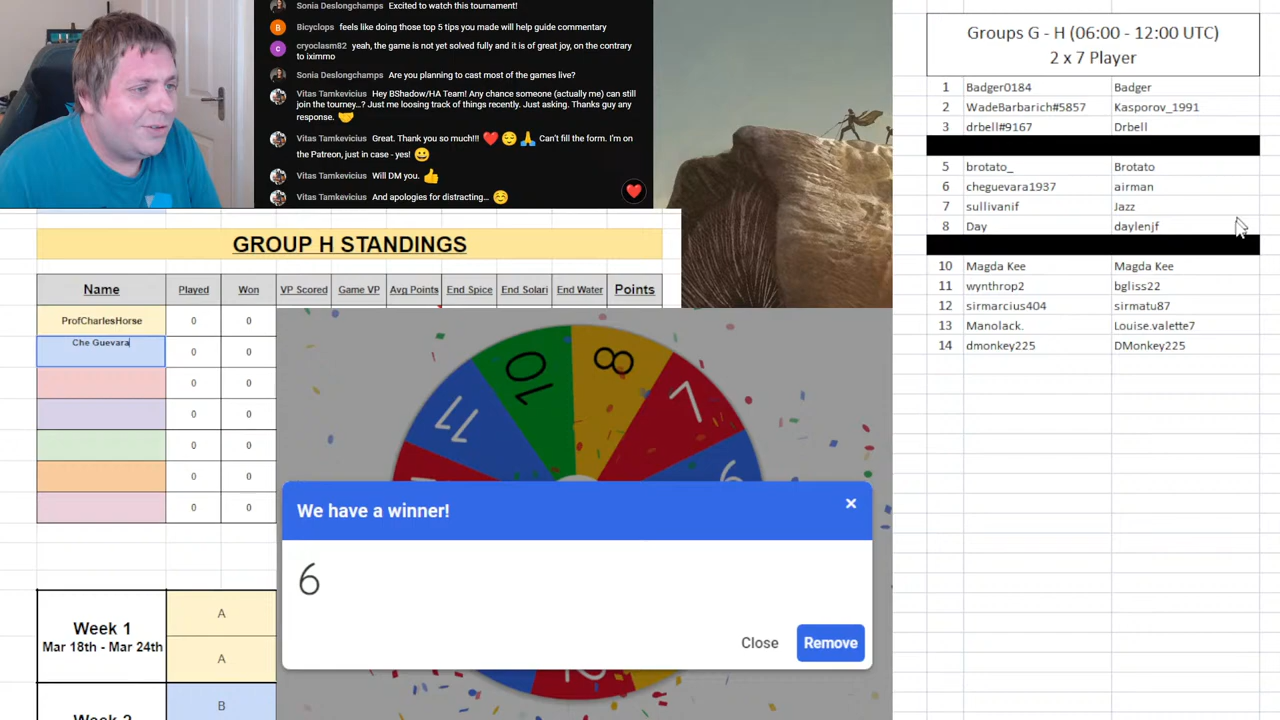 Sonia Deslongchamps Excited to watch this tournament!
B Bicyclops feels like doing those top 5 tips you made will help guide commentary
c cryoclasm82 yeah, the game is not yet solved fully and it is of great joy, on the contrary
to iximmo
Sonia Deslongchamps Are you planning to cast most of the games live?
Vitas Tamkevicius Hey BShadow/HA Team! Any chance someone (actually me) can still
join the tourney..? Just me loosing track of things recently. Just asking. Thanks guy any
response. 🤝
Vitas Tamkevicius Great. Thank you so much!!! ❤️ 😌 🙏 Can't fill the form. I'm on
the Patreon, just in case - yes! 😀
Vitas Tamkevicius Will DM you. 👍
Vitas Tamkevicius And apologies for distracting... ☺️
Groups G - H (06:00 - 12:00 UTC)
2 x 7 Player
1 Badger0184 Badger
2 WadeBarbarich#5857 Kasporov_1991
3 drbell#9167 Drbell
5 brotato_ Brotato
6 cheguevara1937 airman
7 sullivanif Jazz
8 Day daylenjf
10 Magda Kee Magda Kee
11 wynthrop2 bgliss22
12 sirmarcius404 sirmatu87
13 Manolack. Louise.valette7
14 dmonkey225 DMonkey225
GROUP H STANDINGS
Name Played Won VP Scored Game VP Avg Points End Spice End Solari End Water Points
ProfCharlesHorse 0 0
Che Guevara 0 0
0 0
0 0
0 0
0 0
0 0
11 10 8 7 6
We have a winner!
×
6
Close Remove
Week 1
Mar 18th - Mar 24th
A
A
Week 2
B